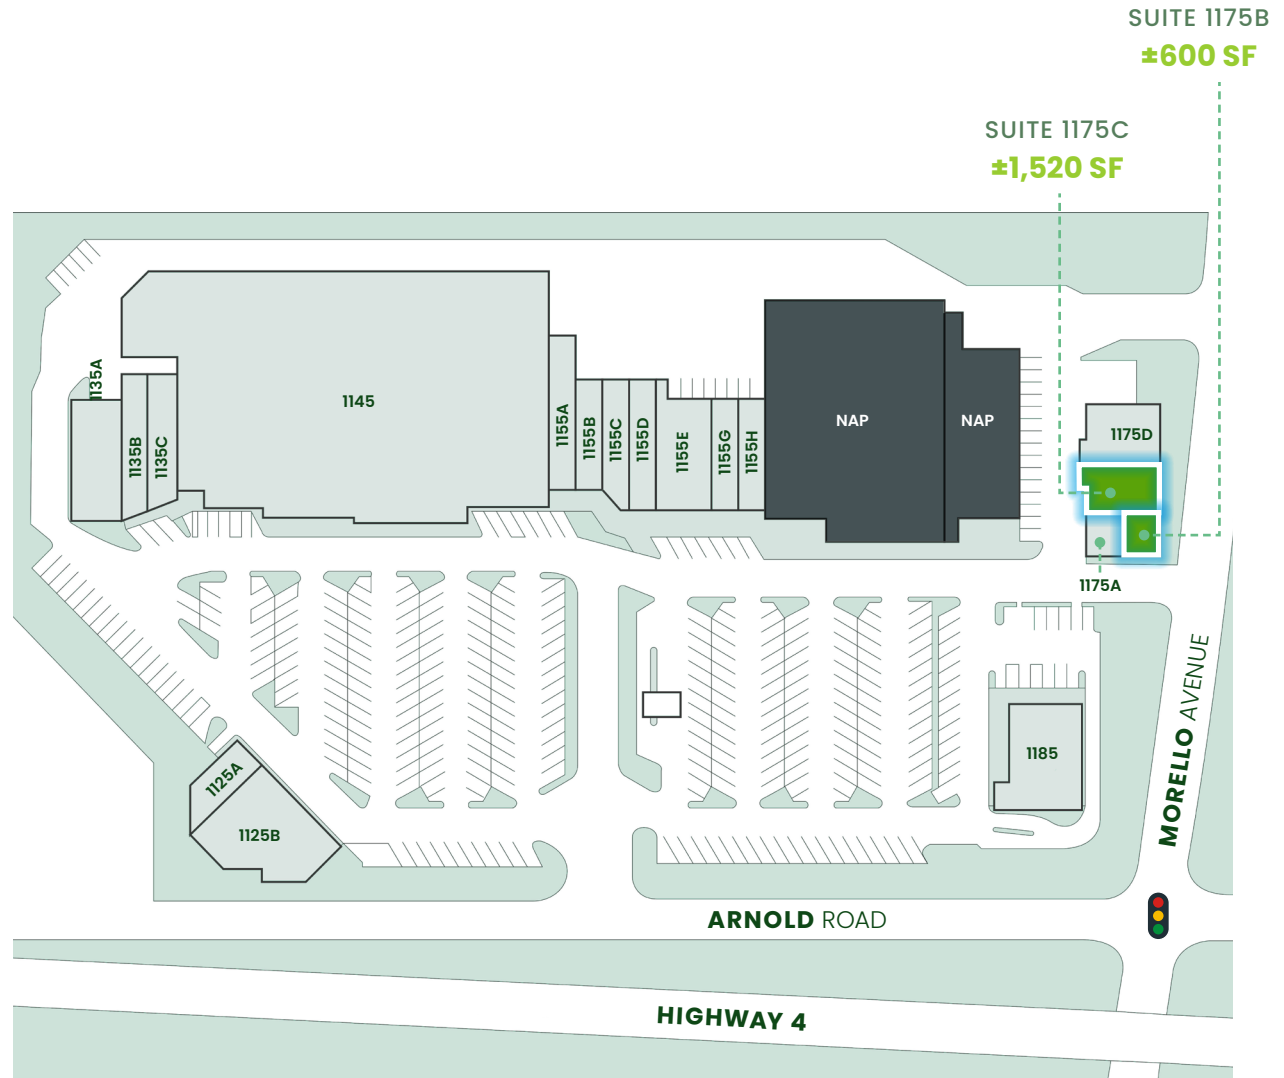 SUITE 1175B
±600 SF
SUITE 1175C
±1,520 SF
1135A
1135B
1135C
1145
1155A
1155B
1155C
1155D
1155E
1155G
1155H
NAP
NAP
1175D
1175A
1185
1125A
1125B
MORELLO AVENUE
ARNOLD ROAD
HIGHWAY 4